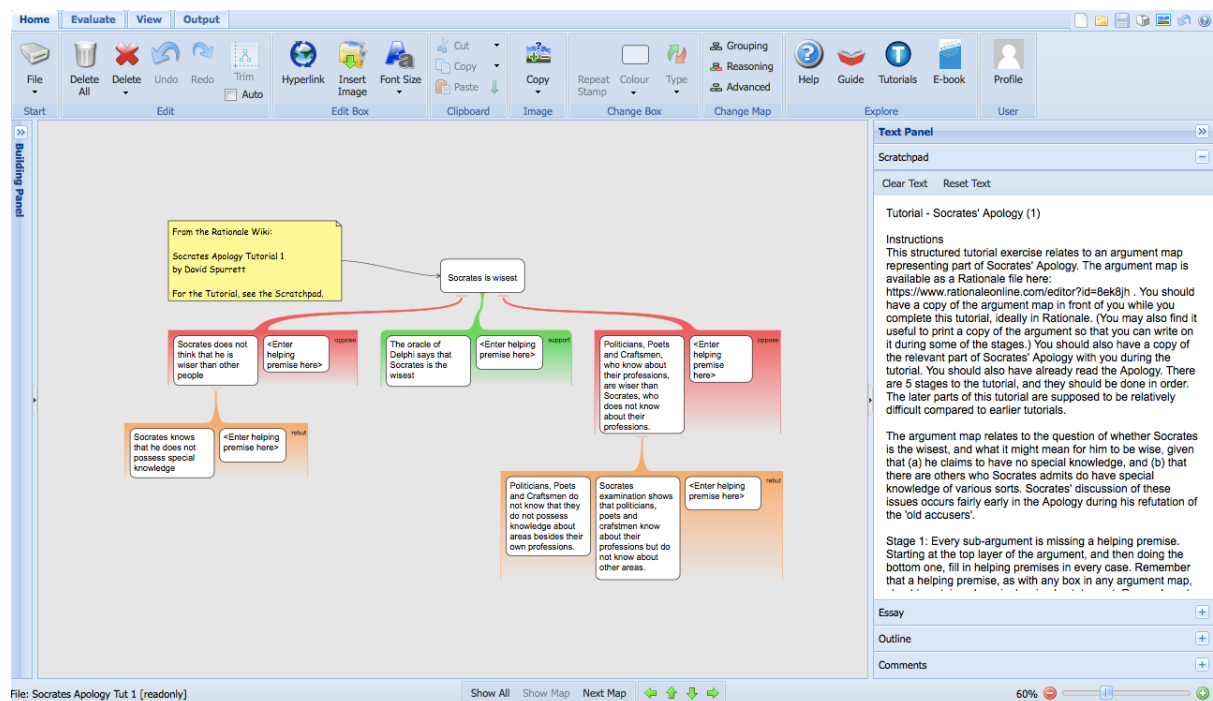 Home Evaluate View Output
File
Start
Delete All
Delete
Undo
Redo
Trim
Auto
Edit
Hyperlink
Insert Image
Font Size
Edit Box
Cut
Copy
Paste
Clipboard
Copy
Image
Repeat Stamp
Colour
Type
Change Box
Grouping
Reasoning
Advanced
Change Map
Help
Guide
Tutorials
E-book
Explore
Profile
User
Building Panel
From the Rationale Wiki:
Socrates Apology Tutorial 1
by David Spurrett
For the Tutorial, see the Scratchpad.
Socrates is wisest
Socrates does not
think that he is
wiser than other
people
<Enter
helping
premise here>
oppose
The oracle of
Delphi says that
Socrates is the
wisest
<Enter helping
premise here>
support
Politicians, Poets
and Craftsmen,
who know about
their professions,
are wiser than
Socrates, who
does not know
about their
professions.
<Enter
helping
premise
here>
oppose
Socrates knows
that he does not
possess special
knowledge
<Enter helping
premise here>
rebut
Politicians, Poets
and Craftsmen do
not know that they
do not possess
knowledge about
areas besides their
own professions.
Socrates
examination shows
that politicians,
poets and
crafstmen know
about their
professions but do
not know about
other areas.
<Enter helping
premise here>
rebut
Text Panel
Scratchpad
Clear Text Reset Text
Tutorial - Socrates' Apology (1)
Instructions
This structured tutorial exercise relates to an argument map
representing part of Socrates' Apology. The argument map is
available as a Rationale file here:
https://www.rationaleonline.com/editor?id=8ek8jh . You should
have a copy of the argument map in front of you while you
complete this tutorial, ideally in Rationale. (You may also find it
useful to print a copy of the argument so that you can write on
it during some of the stages.) You should also have a copy of
the relevant part of Socrates' Apology with you during the
tutorial. You should also have already read the Apology. There
are 5 stages to the tutorial, and they should be done in order.
The later parts of this tutorial are supposed to be relatively
difficult compared to earlier tutorials.
The argument map relates to the question of whether Socrates
is the wisest, and what it might mean for him to be wise, given
that (a) he claims to have no special knowledge, and (b) that
there are others who Socrates admits do have special
knowledge of various sorts. Socrates' discussion of these
issues occurs fairly early in the Apology during his refutation of
the 'old accusers'.
Stage 1: Every sub-argument is missing a helping premise.
Starting at the top layer of the argument, and then doing the
bottom one, fill in helping premises in every case. Remember
that a helping premise, as with any box in any argument map,
Essay
Outline
Comments
File: Socrates Apology Tut 1 [readonly]
Show All Show Map Next Map
60%